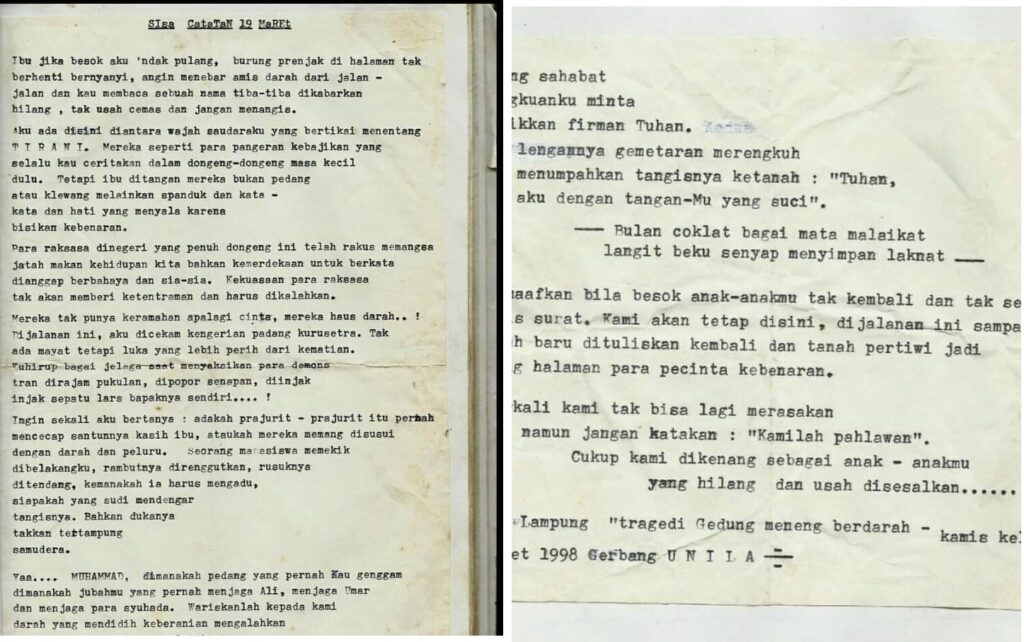 SIsa CataTaN 19 MaREt
Ibu jika besok aku 'ndak pulang, burung prenjak di halaman tak
berhenti bernyanyi, angin menebar amis darah dari jalan -
jalan dan kau membaca sebuah nama tiba-tiba dikabarkan
hilang , tak usah cemas dan jangan menangis.
Aku ada disini diantara wajah saudaraku yang bertikai menentang
T I R A N I . Mereka seperti para pangeran kebajikan yang
selalu kau ceritakan dalam dongeng-dongeng masa kecil
dulu. Tetapi ibu ditangan mereka bukan pedang
atau klewang melainkan spanduk dan kata -
kata dan hati yang menyala karena
bisikan kebenaran.
Para raksasa dinegeri yang penuh dongeng ini telah rakus memangsa
jatah makan kehidupan kita bahkan kemerdekaan untuk berkata
dianggap berbahaya dan sia-sia. Kekuasaan para raksasa
tak akan memberi ketentraman dan harus dikalahkan.
Mereka tak punya keramahan apalagi cinta, mereka haus darah.. !
Dijalanan ini, aku dicekam kengerian padang kurusetra. Tak
ada mayat tetapi luka yang lebih perih dari kematian.
Kuhirup bagai jelaga saat menyaksikan para demons
tran dirajam pukulan, dipopor senapan, diinjak
injak sepatu lars bapaknya sendiri.... !
Ingin sekali aku bertanya : adakah prajurit - prajurit itu pernah
mencecap santunnya kasih ibu, ataukah mereka memang disusui
dengan darah dan peluru. Seorang mahasiswa memekik
dibelakangku, rambutnya direnggutkan, rusuknya
ditendang, kemanakah ia harus mengadu,
siapakah yang sudi mendengar
tangisnya. Bahkan dukanya
takkan tertampung
samudera.
Yaa.... MUHAMMAD, dimanakah pedang yang pernah Kau genggam
dimanakah jubahmu yang pernah menjaga Ali, menjaga Umar
dan menjaga para syuhada. Wariskanlah kepada kami
darah yang mendidih keberanian mengalahkan
ng sahabat
gkuanku minta
ikkan firman Tuhan.
lengannya gemetaran merengkuh
menumpahkan tangisnya ketanah : "Tuhan,
aku dengan tangan-Mu yang suci".
—— Bulan coklat bagai mata malaikat
langit beku senyap menyimpan laknat ——
maafkan bila besok anak-anakmu tak kembali dan tak se
s surat. Kami akan tetap disini, dijalanan ini sampa
h baru dituliskan kembali dan tanah pertiwi jadi
g halaman para pecinta kebenaran.
kali kami tak bisa lagi merasakan
namun jangan katakan : "Kamilah pahlawan".
Cukup kami dikenang sebagai anak - anakmu
yang hilang dan usah disesalkan......
Lampung "tragedi Gedung meneng berdarah - kamis kel
et 1998 Gerbang U N I L A